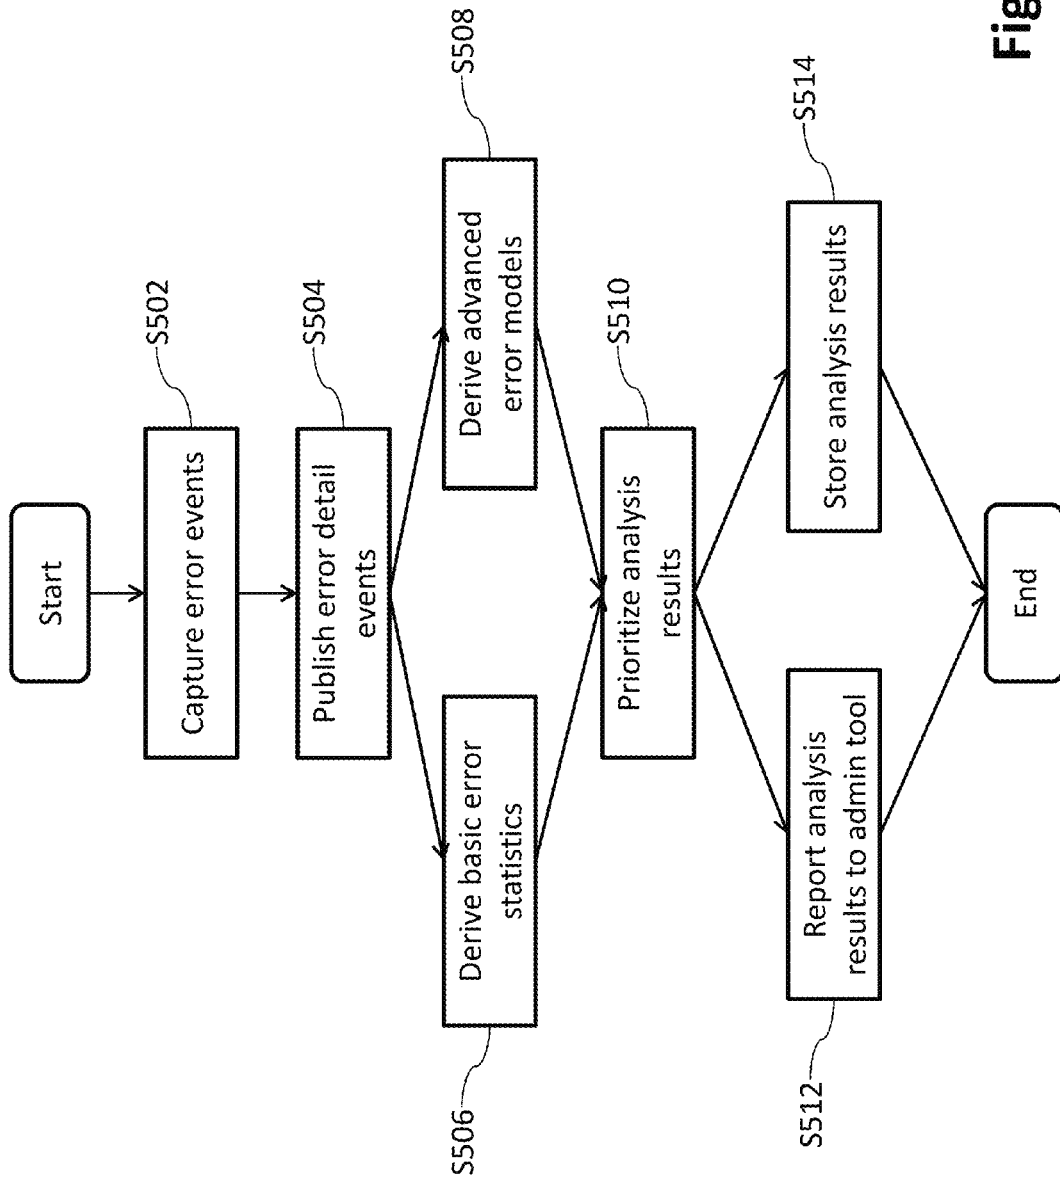 Start
S502
Capture error events
S504
Publish error detail
events
S506
Derive basic error
statistics
S508
Derive advanced
error models
S510
Prioritize analysis
results
S512
Report analysis
results to admin tool
S514
Store analysis results
End
Fig